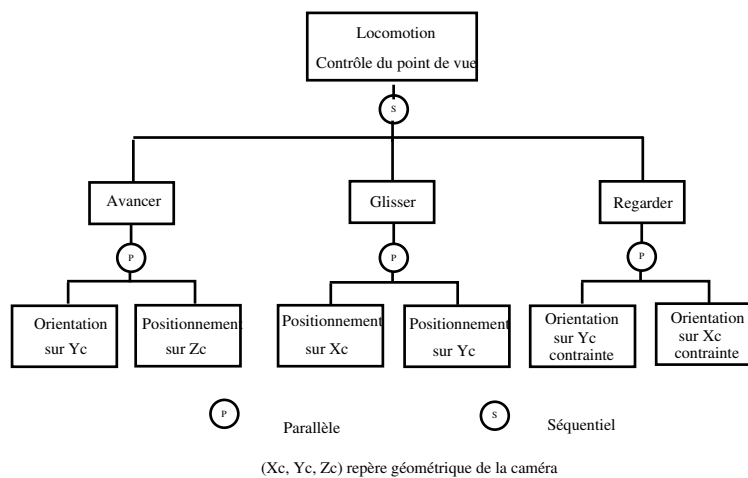 Locomotion
Contrôle du point de vue
S
Avancer
Glisser
Regarder
P
P
P
Orientation
sur Yc
Positionnement
sur Zc
Positionnement
sur Xc
Positionnement
sur Yc
Orientation
sur Yc
contrainte
Orientation
sur Xc
contrainte
P
Parallèle
S
Séquentiel
(Xc, Yc, Zc) repère géométrique de la caméra